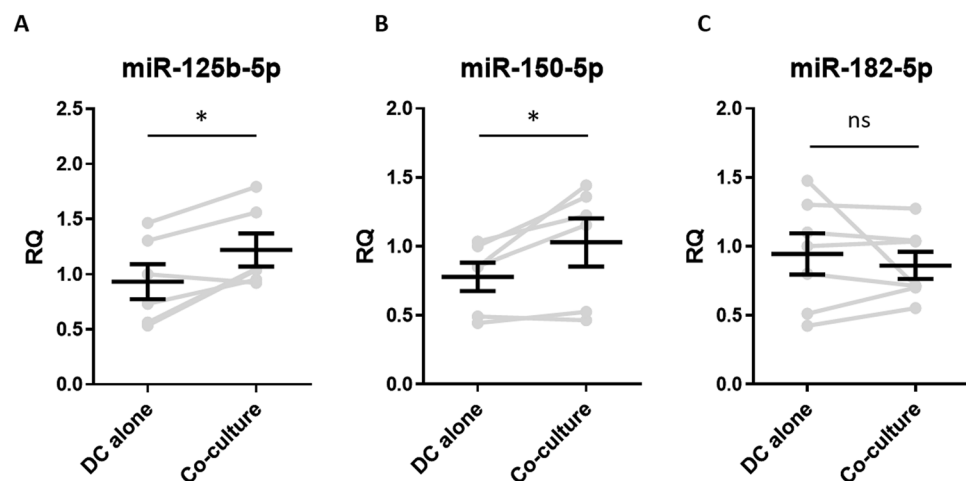 A
miR-125b-5p
2.5
2.0
1.5
1.0
0.5
0.0
RQ
*
DC alone
Co-culture
B
miR-150-5p
2.0
1.5
1.0
0.5
0.0
RQ
*
DC alone
Co-culture
C
miR-182-5p
2.0
1.5
1.0
0.5
0.0
RQ
ns
DC alone
Co-culture